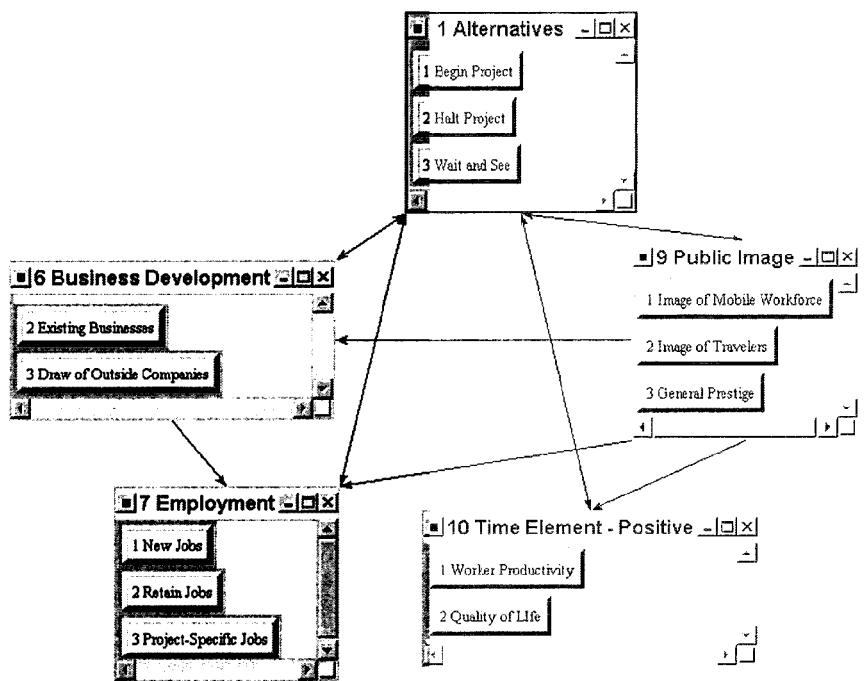 1 Alternatives
1 Begin Project
2 Halt Project
3 Wait and See
6 Business Development
2 Existing Businesses
3 Draw of Outside Companies
9 Public Image
1 Image of Mobile Workforce
2 Image of Travelers
3 General Prestige
7 Employment
1 New Jobs
2 Retain Jobs
3 Project-Specific Jobs
10 Time Element - Positive
1 Worker Productivity
2 Quality of LIfe